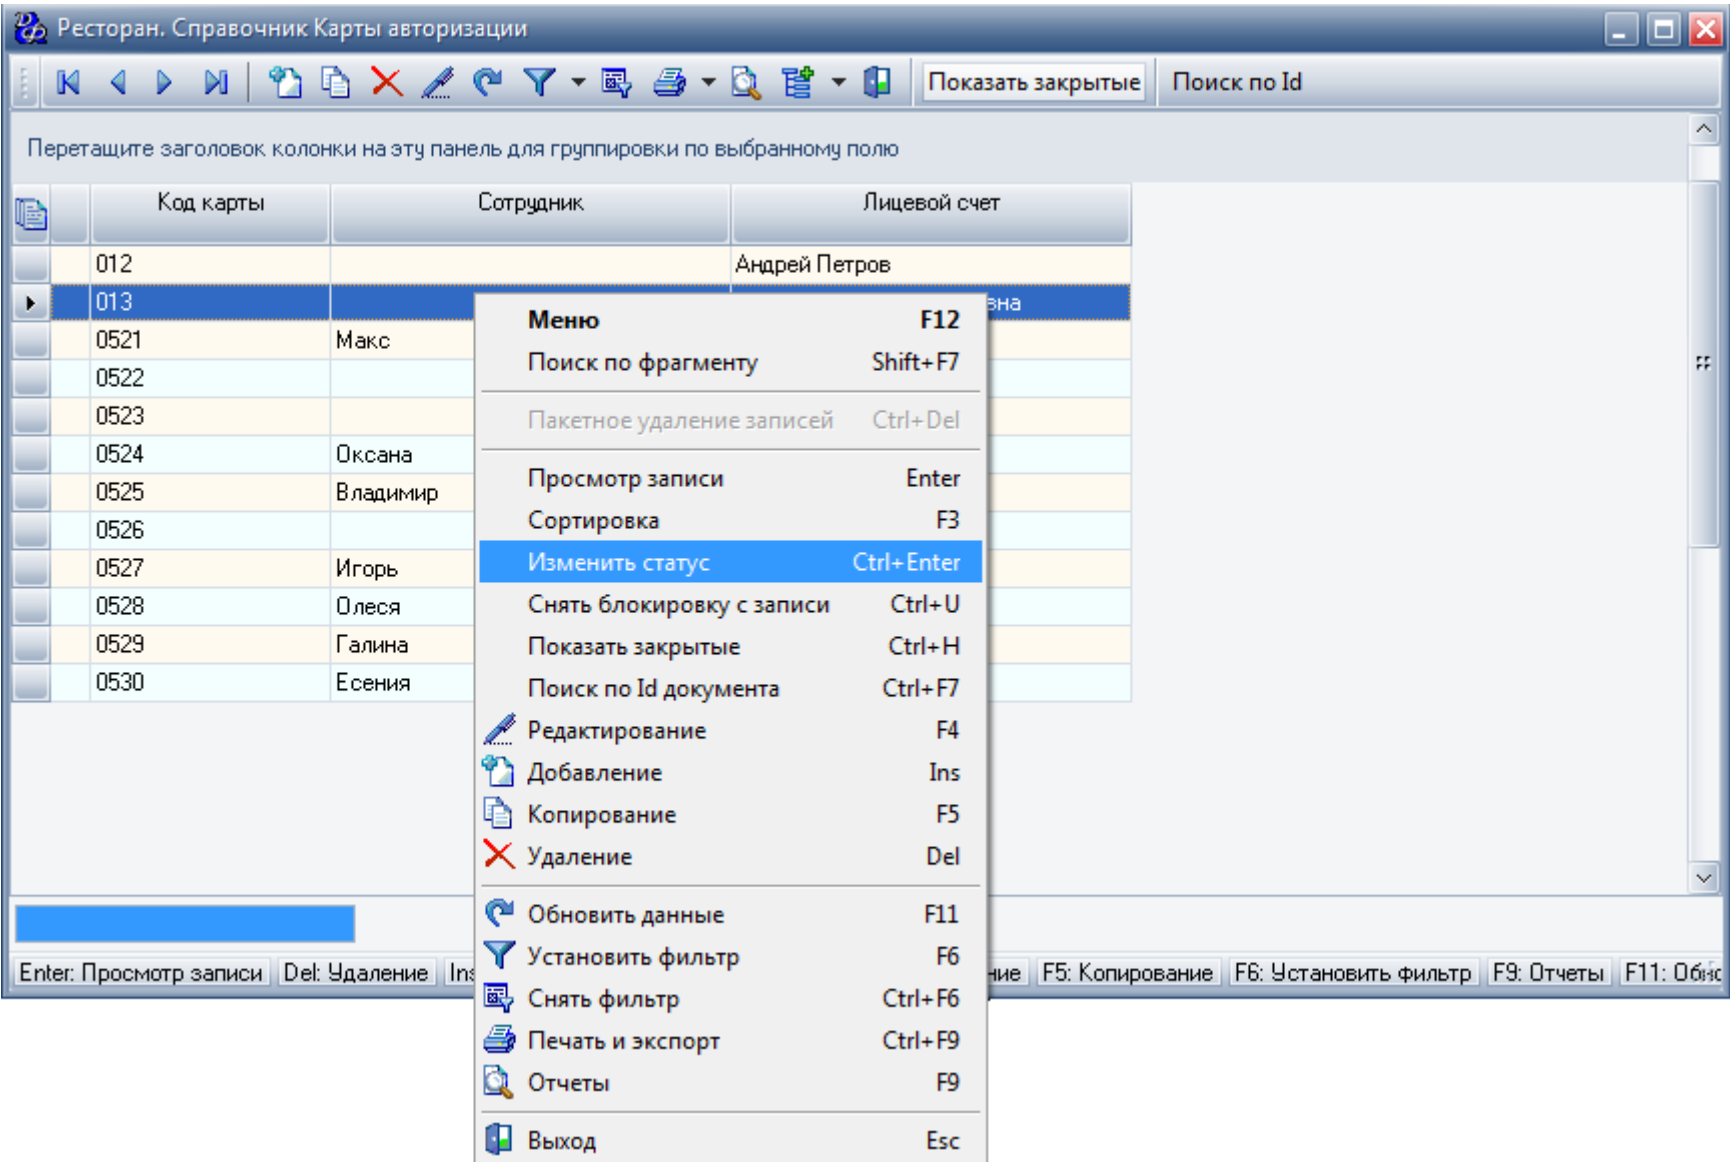 Ресторан. Справочник Карты авторизации
Показать закрытые Поиск по Id
Перетащите заголовок колонки на эту панель для группировки по выбранному полю
Код карты Сотрудник Лицевой счет
012 Андрей Петров
013
0521 Макс
0522
0523
0524 Оксана
0525 Владимир
0526
0527 Игорь
0528 Олеся
0529 Галина
0530 Есения
Меню F12
Поиск по фрагменту Shift+F7
Пакетное удаление записей Ctrl+Del
Просмотр записи Enter
Сортировка F3
Изменить статус Ctrl+Enter
Снять блокировку с записи Ctrl+U
Показать закрытые Ctrl+H
Поиск по Id документа Ctrl+F7
Редактирование F4
Добавление Ins
Копирование F5
Удаление Del
Обновить данные F11
Установить фильтр F6
Снять фильтр Ctrl+F6
Печать и экспорт Ctrl+F9
Отчеты F9
Выход Esc
Enter: Просмотр записи Del: Удаление Ins F5: Копирование F6: Установить фильтр F9: Отчеты F11: